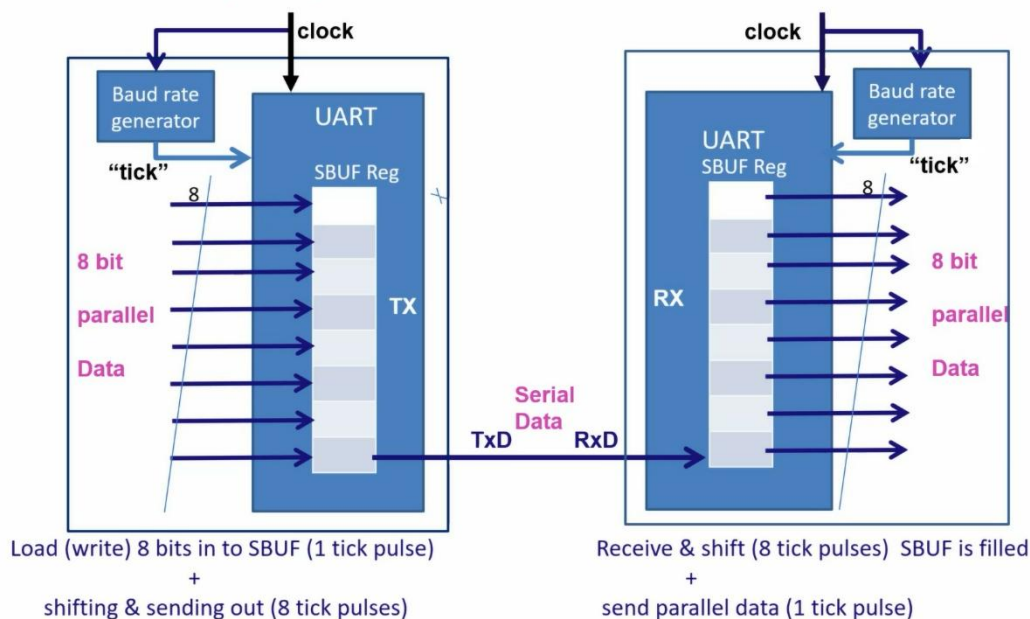 clock
Baud rate
generator
"tick"
UART
SBUF Reg
8
8 bit
parallel
Data
TX
TxD
Serial
Data
RxD
clock
Baud rate
generator
"tick"
UART
SBUF Reg
8
RX
8 bit
parallel
Data
Load (write) 8 bits in to SBUF (1 tick pulse)
+
shifting & sending out (8 tick pulses)
Receive & shift (8 tick pulses) SBUF is filled
+
send parallel data (1 tick pulse)